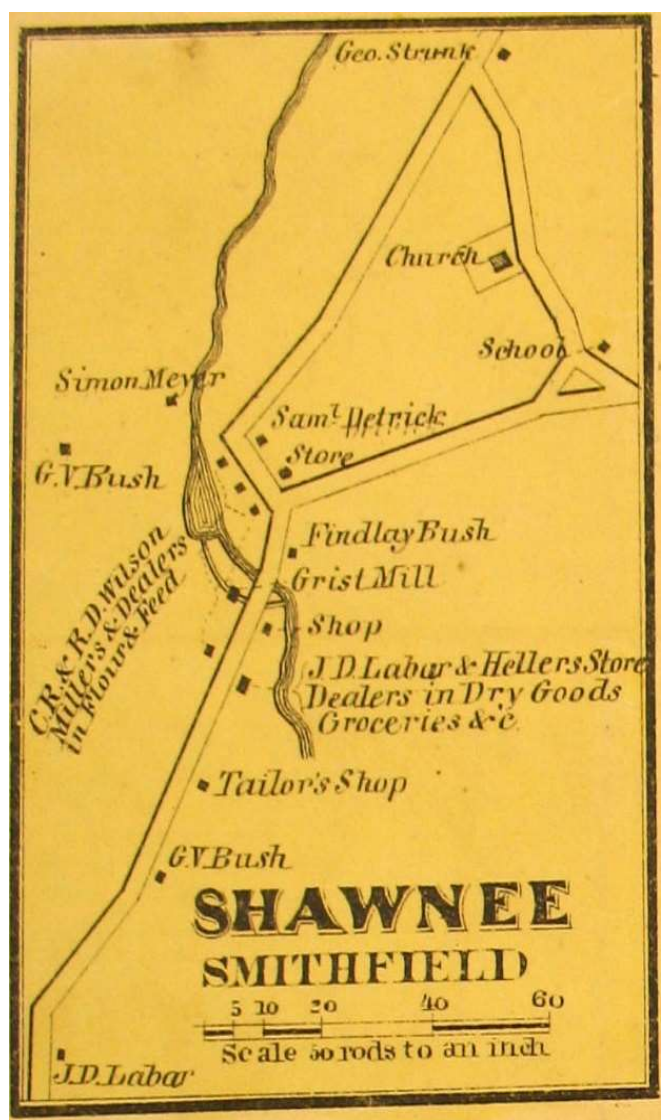 Geo. Strunk
Church
School
Simon Meyer
Sam.^l Detrick
Store
G.V. Bush
Findlay Bush
Grist Mill
C.R. & R.D. Wilson
Millers & Dealers
in Flour & Feed
Shop
J.D. Labar & Hellers Store
Dealers in Dry Goods
Groceries &c.
Tailor's Shop
G.V. Bush
SHAWNEE
SMITHFIELD
5 10 20 40 60
Scale 50 rods to an inch
J.D. Labar